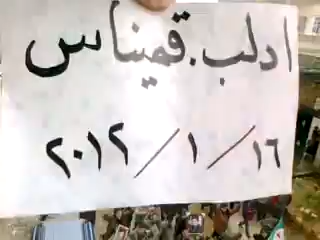 ادلب. قميناس
١٦ / ١ / ٢٠١٢